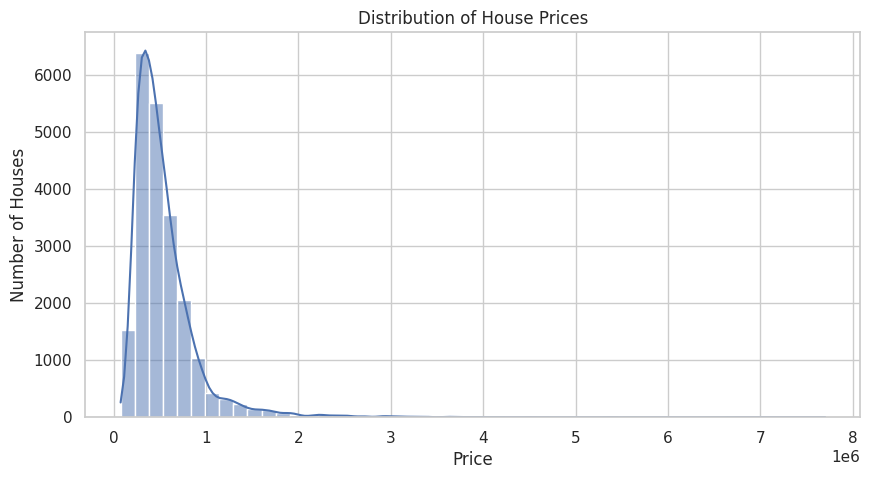 Distribution of House Prices
Number of Houses
6000
5000
4000
3000
2000
1000
0
0 1 2 3 4 5 6 7 8
1e6
Price